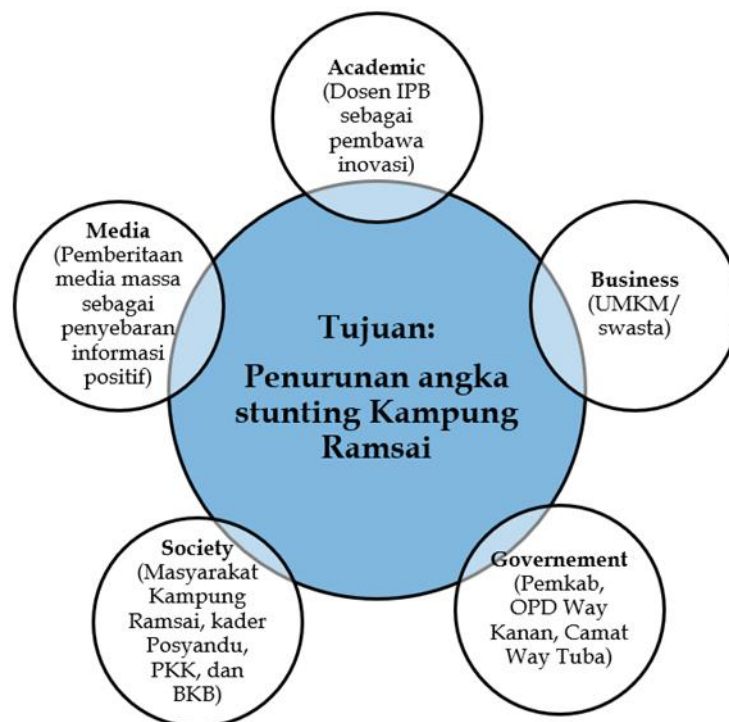 Academic
(Dosen IPB
sebagai
pembawa
inovasi)
Media
(Pemberitaan
media massa
sebagai
penyebaran
informasi
positif)
Business
(UMKM/
swasta)
Tujuan:
Penurunan angka
stunting Kampung
Ramsai
Society
(Masyarakat
Kampung
Ramsai, kader
Posyandu,
PKK, dan
BKB)
Governement
(Pemkab,
OPD Way
Kanan, Camat
Way Tuba)